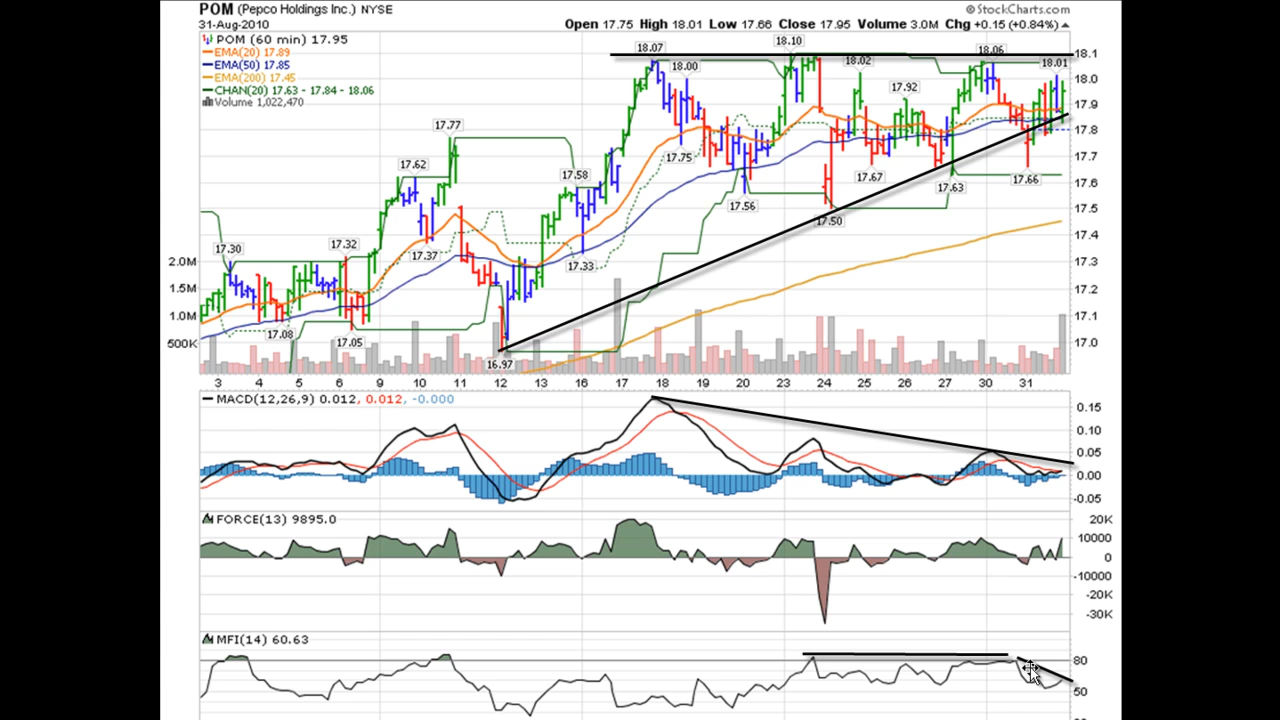 POM (Pepco Holdings Inc.) NYSE
© StockCharts.com
31-Aug-2010
Open 17.75 High 18.01 Low 17.66 Close 17.95 Volume 3.0M Chg +0.15 (+0.84%)
POM (60 min) 17.95
EMA(20) 17.89
EMA(50) 17.85
EMA(200) 17.45
CHAN(20) 17.63 - 17.84 - 18.06
Volume 1,022,470
18.07 18.10 18.06
18.00 18.02 18.01
17.92
17.77
17.75
17.62 17.58 17.67
17.56 17.63 17.66
17.50
17.30 17.32 17.37 17.33
17.08 17.05
16.97
18.1
18.0
17.9
17.8
17.7
17.6
17.5
17.4
17.3
17.2
17.1
17.0
2.0M
1.5M
1.0M
500K
3 4 5 6 9 10 11 12 13 16 17 18 19 20 23 24 25 26 27 30 31
MACD(12,26,9) 0.012, 0.012, -0.000
0.15
0.10
0.05
0.00
-0.05
FORCE(13) 9895.0
20K
10000
0
-10000
-20K
-30K
MFI(14) 60.63
80
50